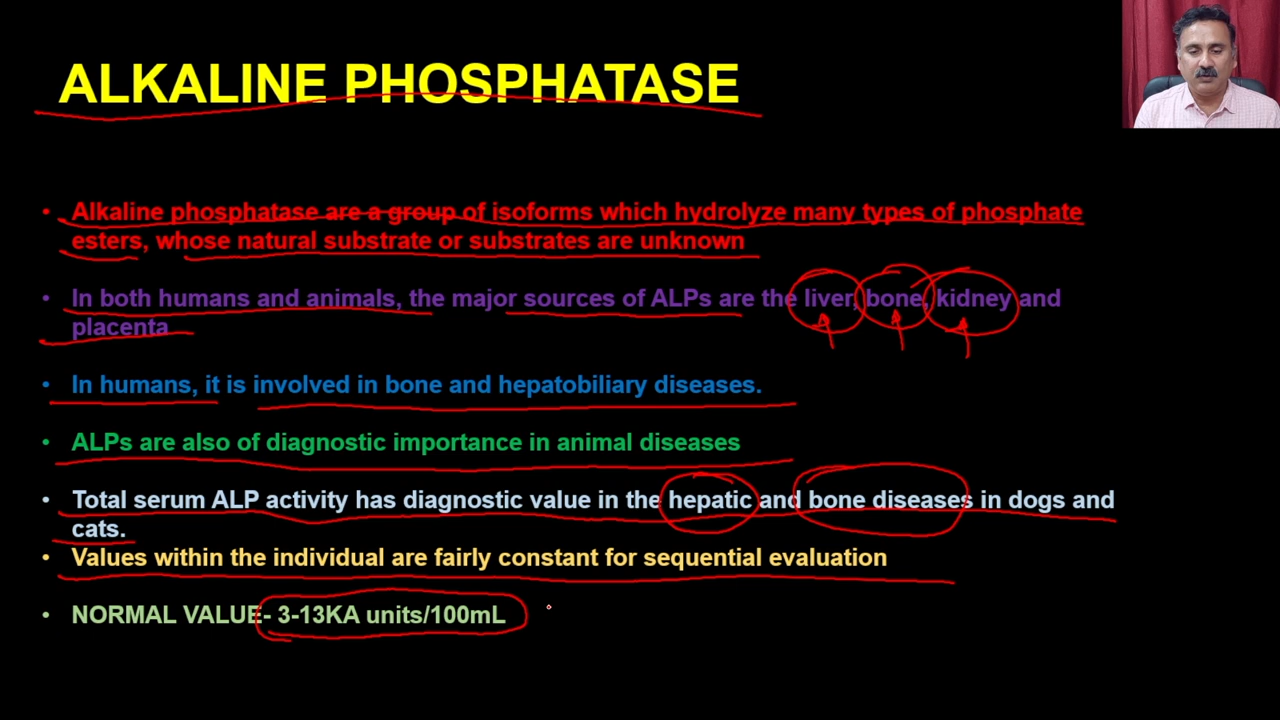 ALKALINE PHOSPHATASE
• Alkaline phosphatase are a group of isoforms which hydrolyze many types of phosphate
esters, whose natural substrate or substrates are unknown
• In both humans and animals, the major sources of ALPs are the liver, bone, kidney and
placenta
• In humans, it is involved in bone and hepatobiliary diseases.
• ALPs are also of diagnostic importance in animal diseases
• Total serum ALP activity has diagnostic value in the hepatic and bone diseases in dogs and
cats.
• Values within the individual are fairly constant for sequential evaluation
• NORMAL VALUE- 3-13KA units/100mL